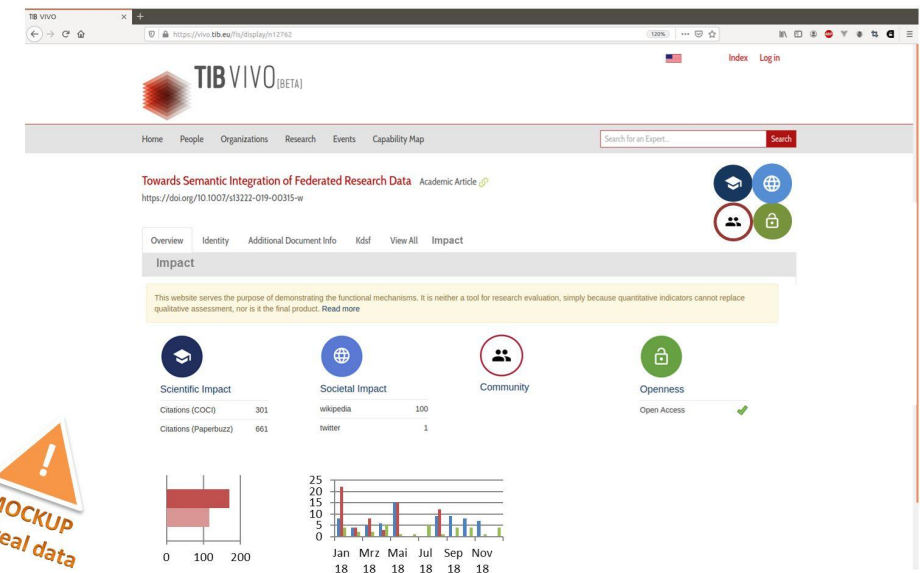 TIB VIVO
https://vivo.tib.eu/fis/display/n12762
120%
Index Log in
TIB VIVO [BETA]
Home People Organizations Research Events Capability Map
Search for an Expert...
Search
Towards Semantic Integration of Federated Research Data Academic Article
https://doi.org/10.1007/s13222-019-00315-w
Overview Identity Additional Document Info Kdsf View All Impact
Impact
This website serves the purpose of demonstrating the functional mechanisms. It is neither a tool for research evaluation, simply because quantitative indicators cannot replace
qualitative assessment, nor is it the final product. Read more
Scientific Impact
Citations (COCI) 301
Citations (Paperbuzz) 661
Societal Impact
wikipedia 100
twitter 1
Community
Openness
Open Access
!
MOCKUP
real data
0 100 200
25
20
15
10
5
0
Jan Mrz Mai Jul Sep Nov
18 18 18 18 18 18